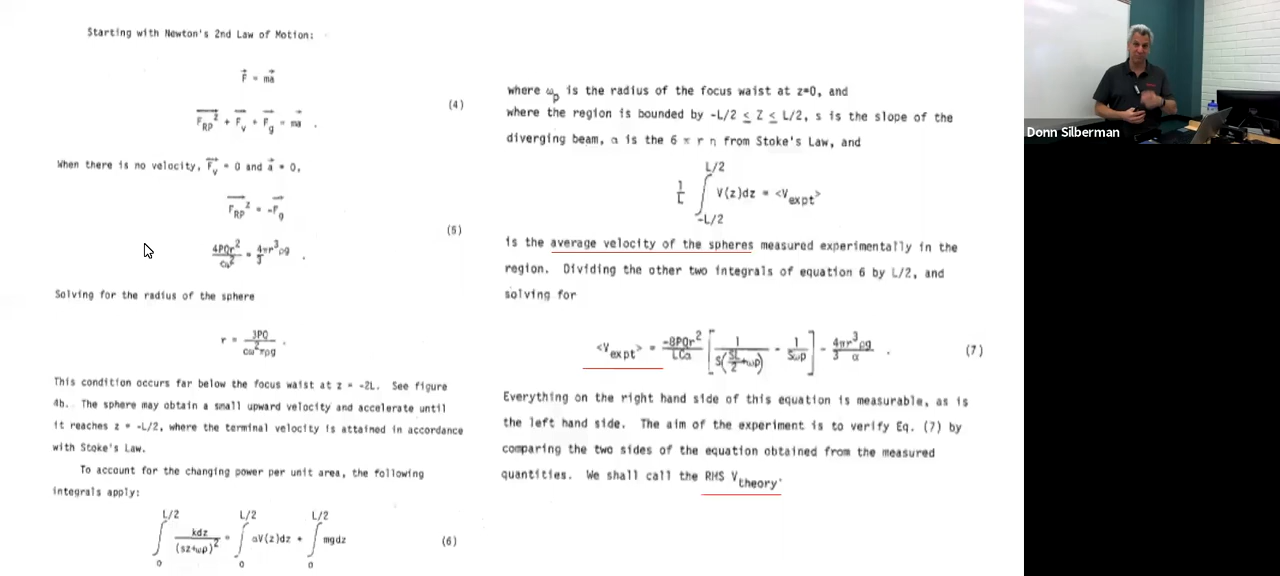 Starting with Newton's 2nd Law of Motion:
F⃗ = ma⃗
(4)
F⃗_RP z + F⃗_v + F⃗_g = ma⃗ .
When there is no velocity, F⃗_v = 0 and a⃗ = 0,
F⃗_RP z = -F⃗_g
(5)
4PQr²/cω² = 4/3 πr³ρg .
Solving for the radius of the sphere
r = 3PQ/cω²πρg .
This condition occurs far below the focus waist at z = -2L. See figure
4b. The sphere may obtain a small upward velocity and accelerate until
it reaches z = -L/2, where the terminal velocity is attained in accordance
with Stoke's Law.
To account for the changing power per unit area, the following
integrals apply:
∫₀^{L/2} kdz/(sz+ωp)² = ∫₀^{L/2} αV(z)dz + ∫₀^{L/2} mgdz (6)
where ω_p is the radius of the focus waist at z=0, and
where the region is bounded by -L/2 ≤ Z ≤ L/2, s is the slope of the
diverging beam, α is the 6 π r η from Stoke's Law, and
1/L ∫_{-L/2}^{L/2} V(z)dz = <V_expt>
is the average velocity of the spheres measured experimentally in the
region. Dividing the other two integrals of equation 6 by L/2, and
solving for
<V_expt> = -8PQr²/LCα [1/S(SL/2+ωp) - 1/Sωp] - 4πr³ρg/3 α . (7)
Everything on the right hand side of this equation is measurable, as is
the left hand side. The aim of the experiment is to verify Eq. (7) by
comparing the two sides of the equation obtained from the measured
quantities. We shall call the RHS V_theory.
Donn Silberman